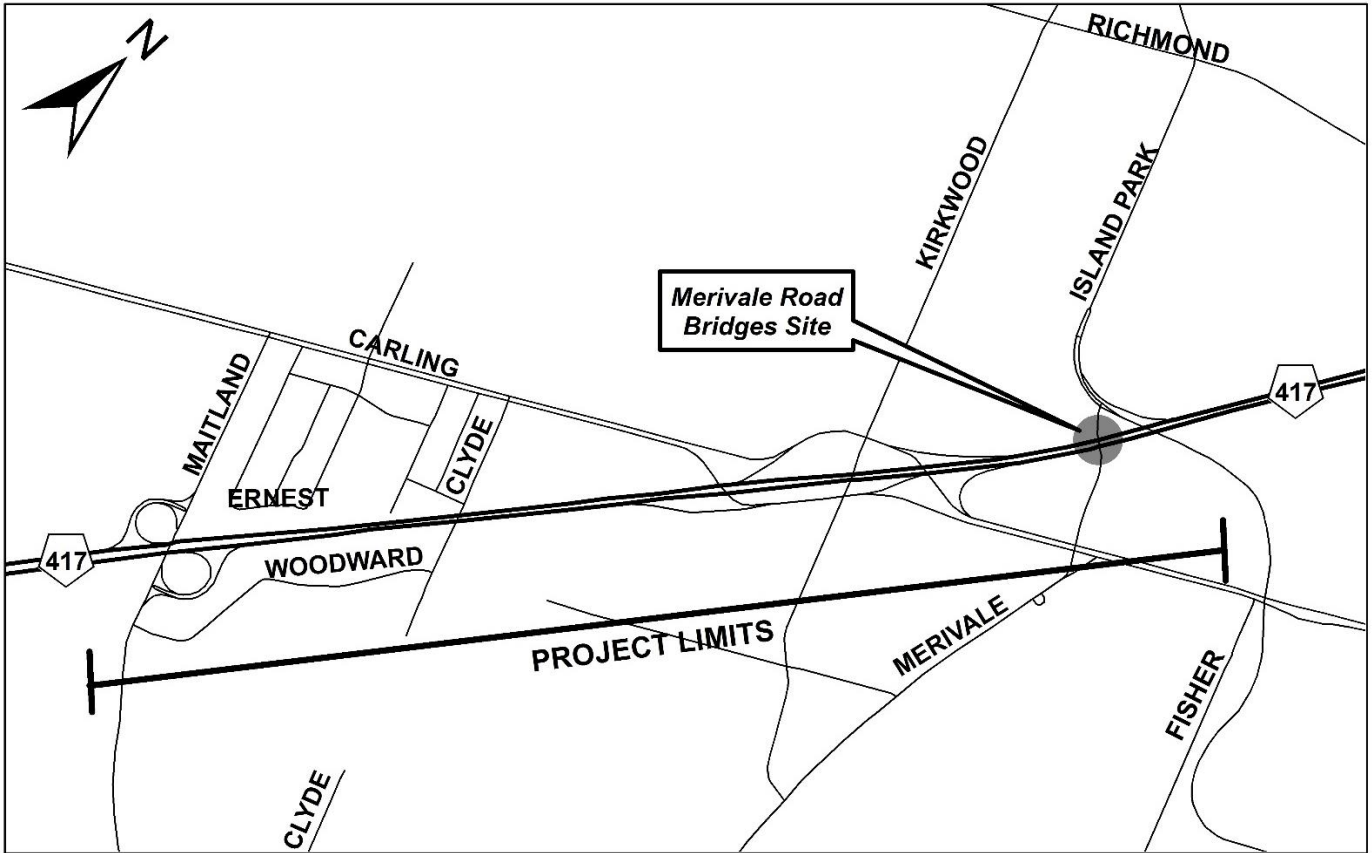 N
RICHMOND
KIRKWOOD
ISLAND PARK
Merivale Road
Bridges Site
CARLING
MAITLAND
CLYDE
417
ERNEST
417
WOODWARD
PROJECT LIMITS
MERIVALE
FISHER
CLYDE